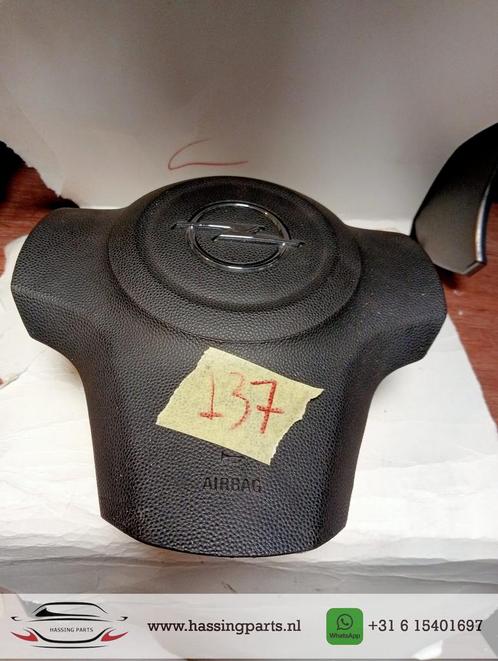 137
AIRBAG
HASSING PARTS
www.hassingparts.nl
WhatsApp
+31 6 15401697